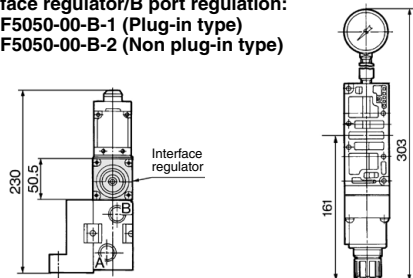 face regulator/B port regulation:
F5050-00-B-1 (Plug-in type)
F5050-00-B-2 (Non plug-in type)
Interface
regulator
230
50.5
B
A
303
161